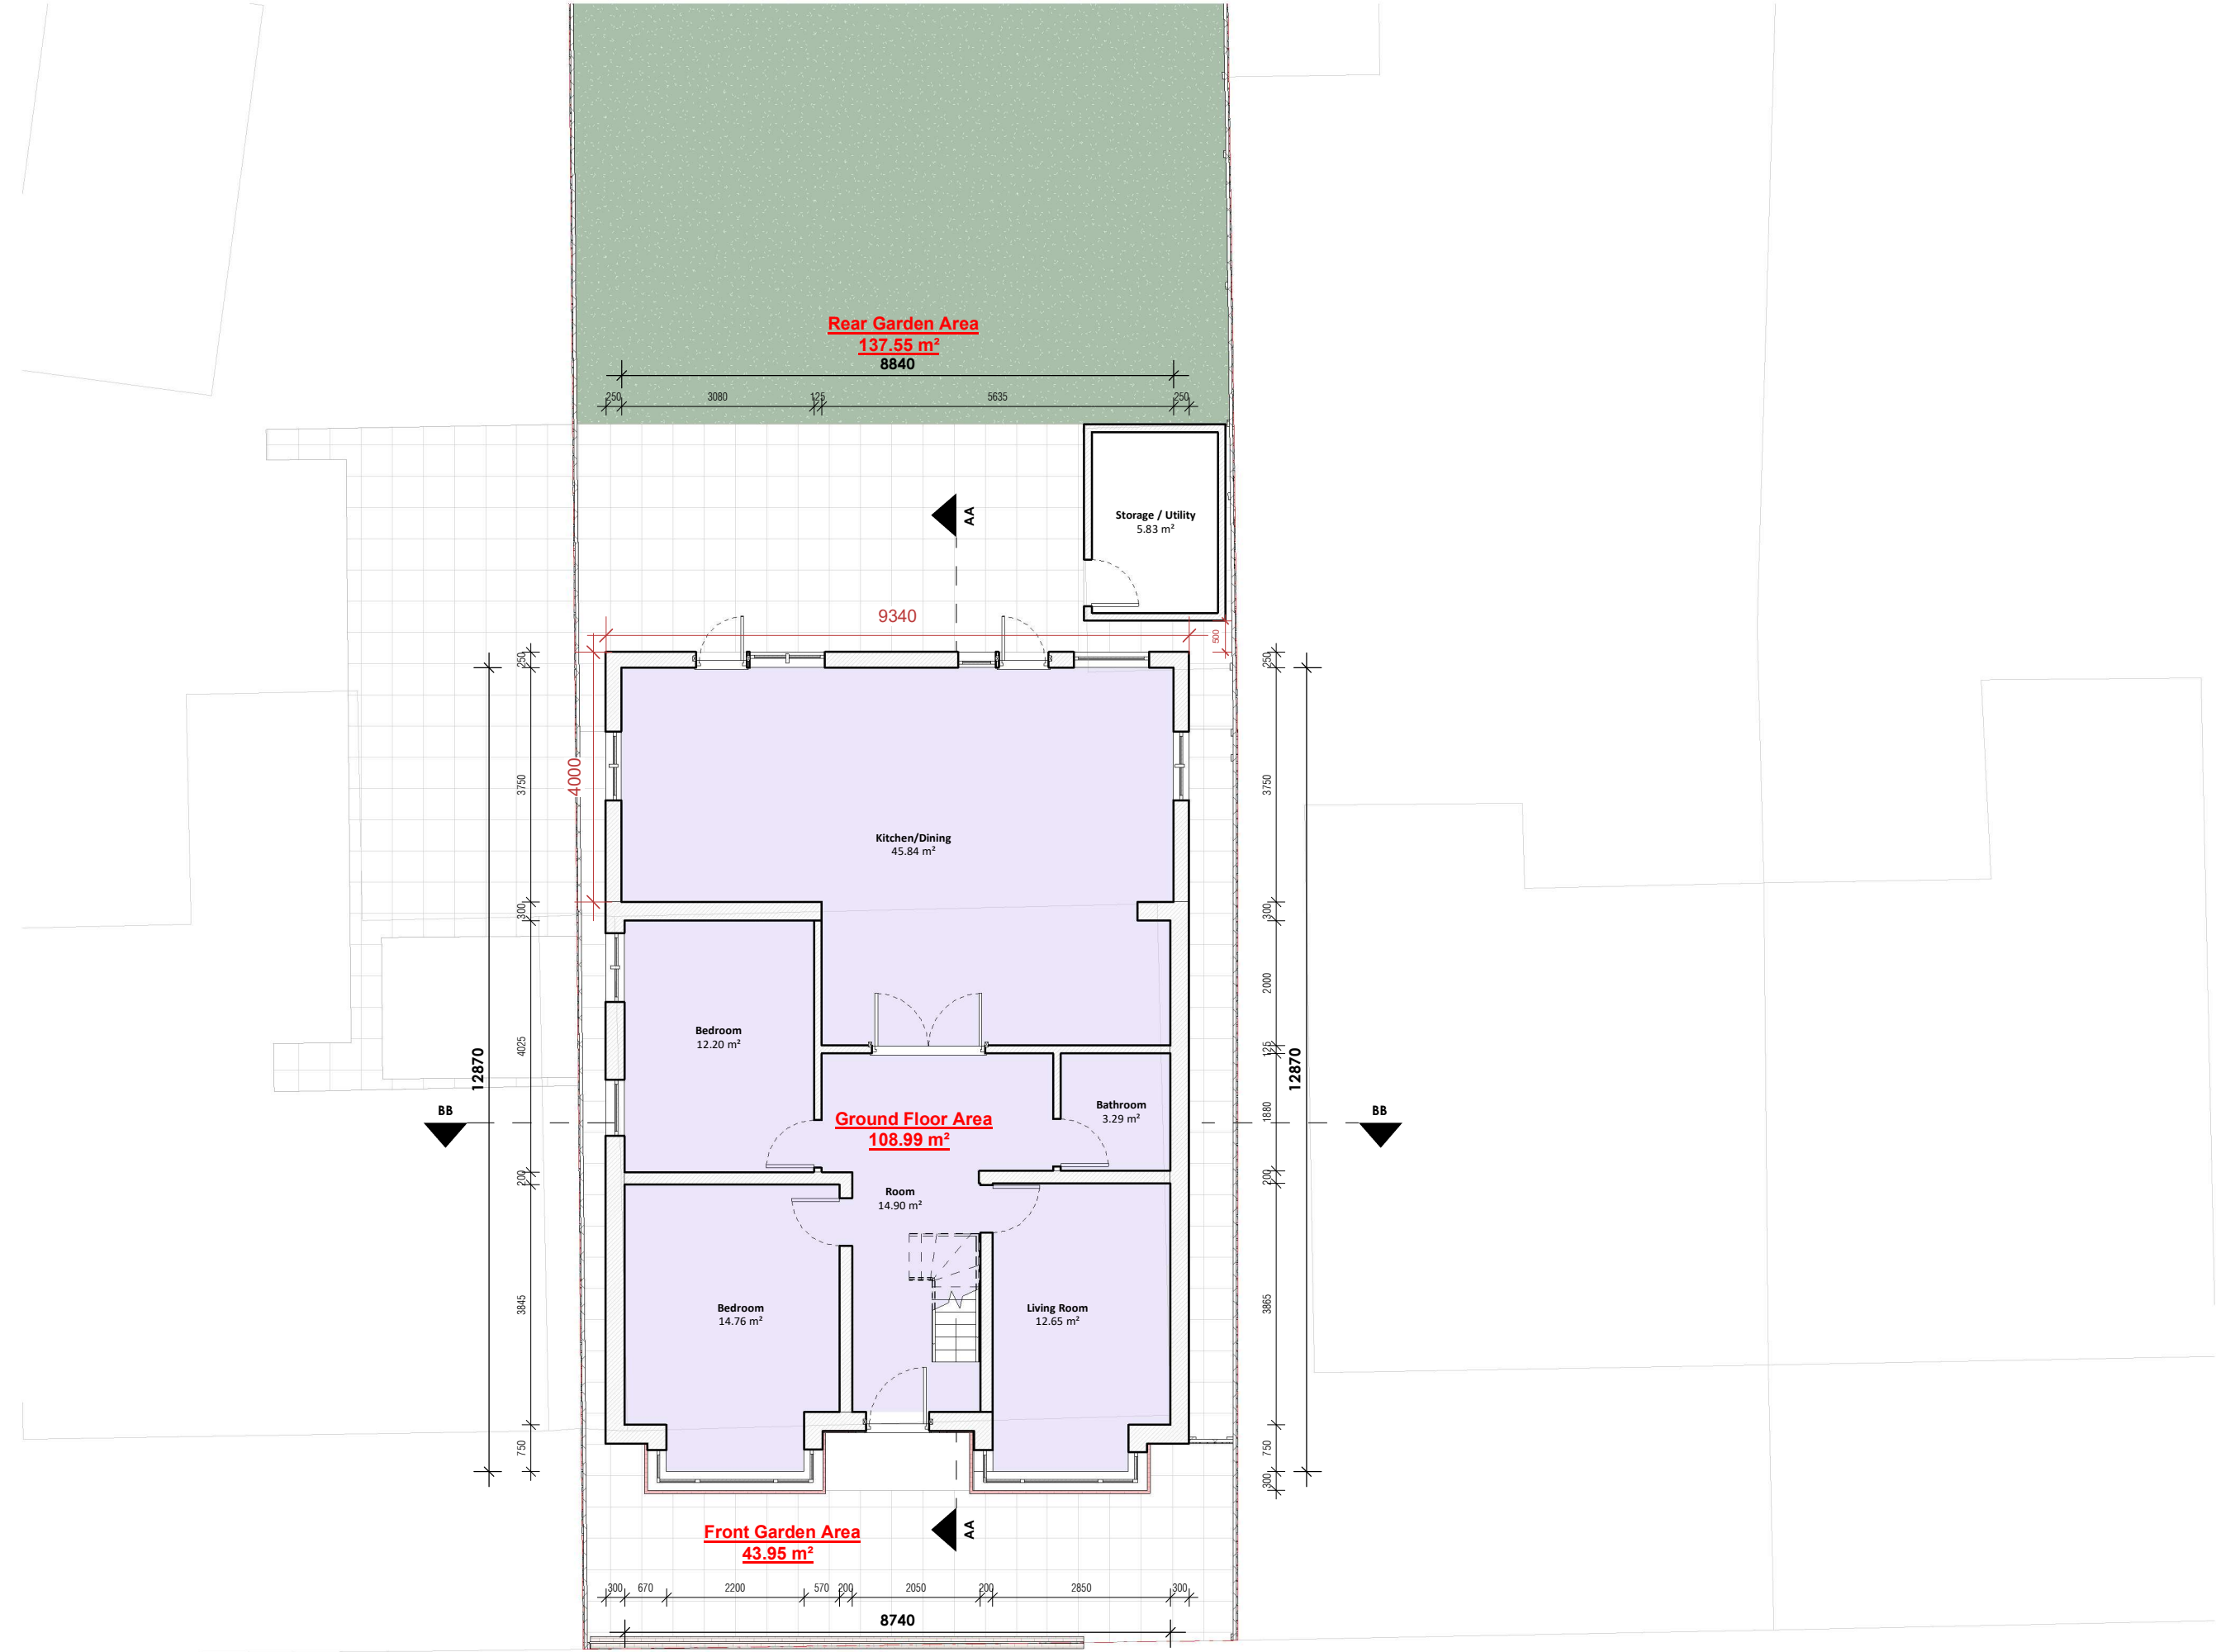 Rear Garden Area
137.55 m²
8840
250 3080 125 5635 250
AA
Storage / Utility
5.83 m²
9340
500
250
250
4000
3750
3750
12870
12870
Kitchen/Dining
45.84 m²
300
300
2000
4025
125
Bedroom
12.20 m²
BB
BB
Ground Floor Area
108.99 m²
Bathroom
3.29 m²
1880
200
200
Room
14.90 m²
3845
3865
Bedroom
14.76 m²
Living Room
12.65 m²
750
750
300
Front Garden Area
43.95 m²
AA
300 670 2200 570 200 2050 200 2850 300
8740